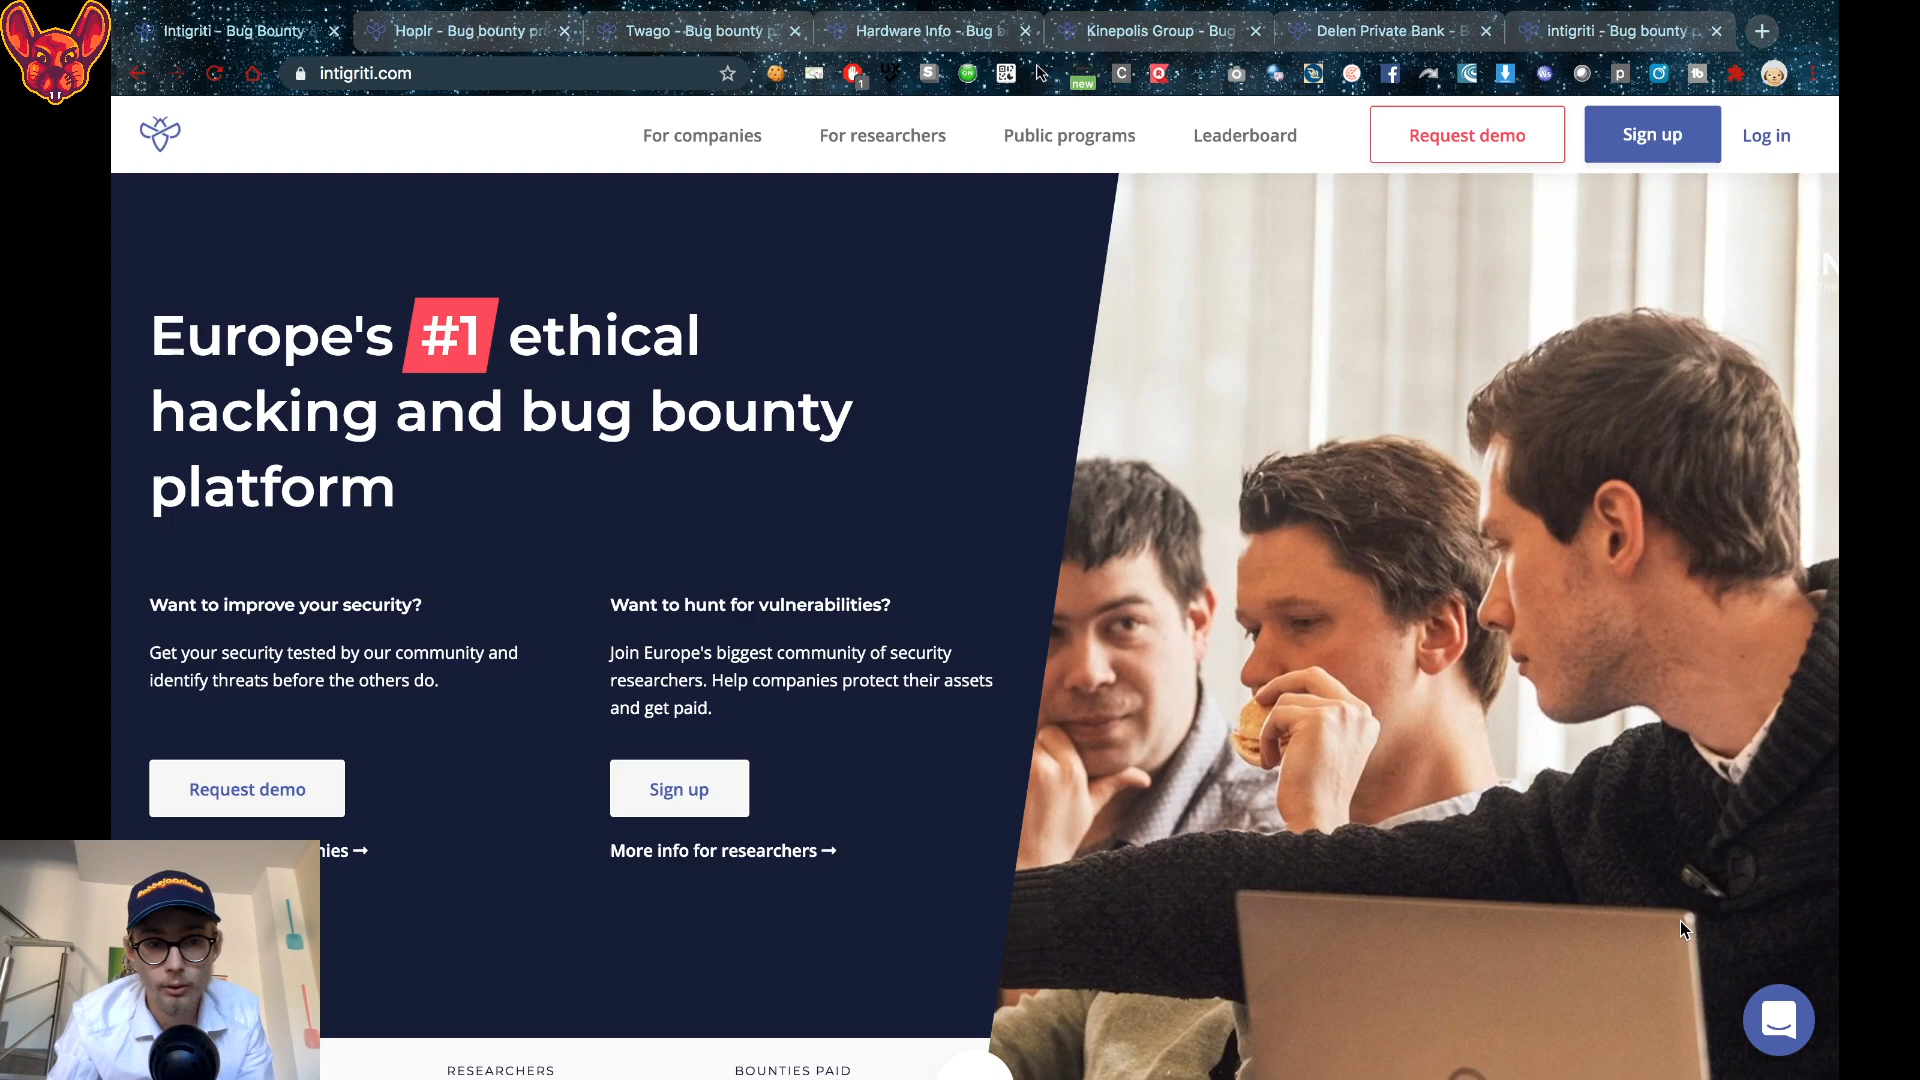 Intigriti - Bug Bounty
Hoplr - Bug bounty pr
Twago - Bug bounty p
Hardware Info - Bug b
Kinepolis Group - Bug
Delen Private Bank - B
intigriti - Bug bounty p
intigriti.com
1
ON
S
new
C
p
For companies
For researchers
Public programs
Leaderboard
Request demo
Sign up
Log in
Europe's #1 ethical
hacking and bug bounty
platform
Want to improve your security?
Get your security tested by our community and
identify threats before the others do.
Request demo
nies →
Want to hunt for vulnerabilities?
Join Europe's biggest community of security
researchers. Help companies protect their assets
and get paid.
Sign up
More info for researchers →
RESEARCHERS
BOUNTIES PAID